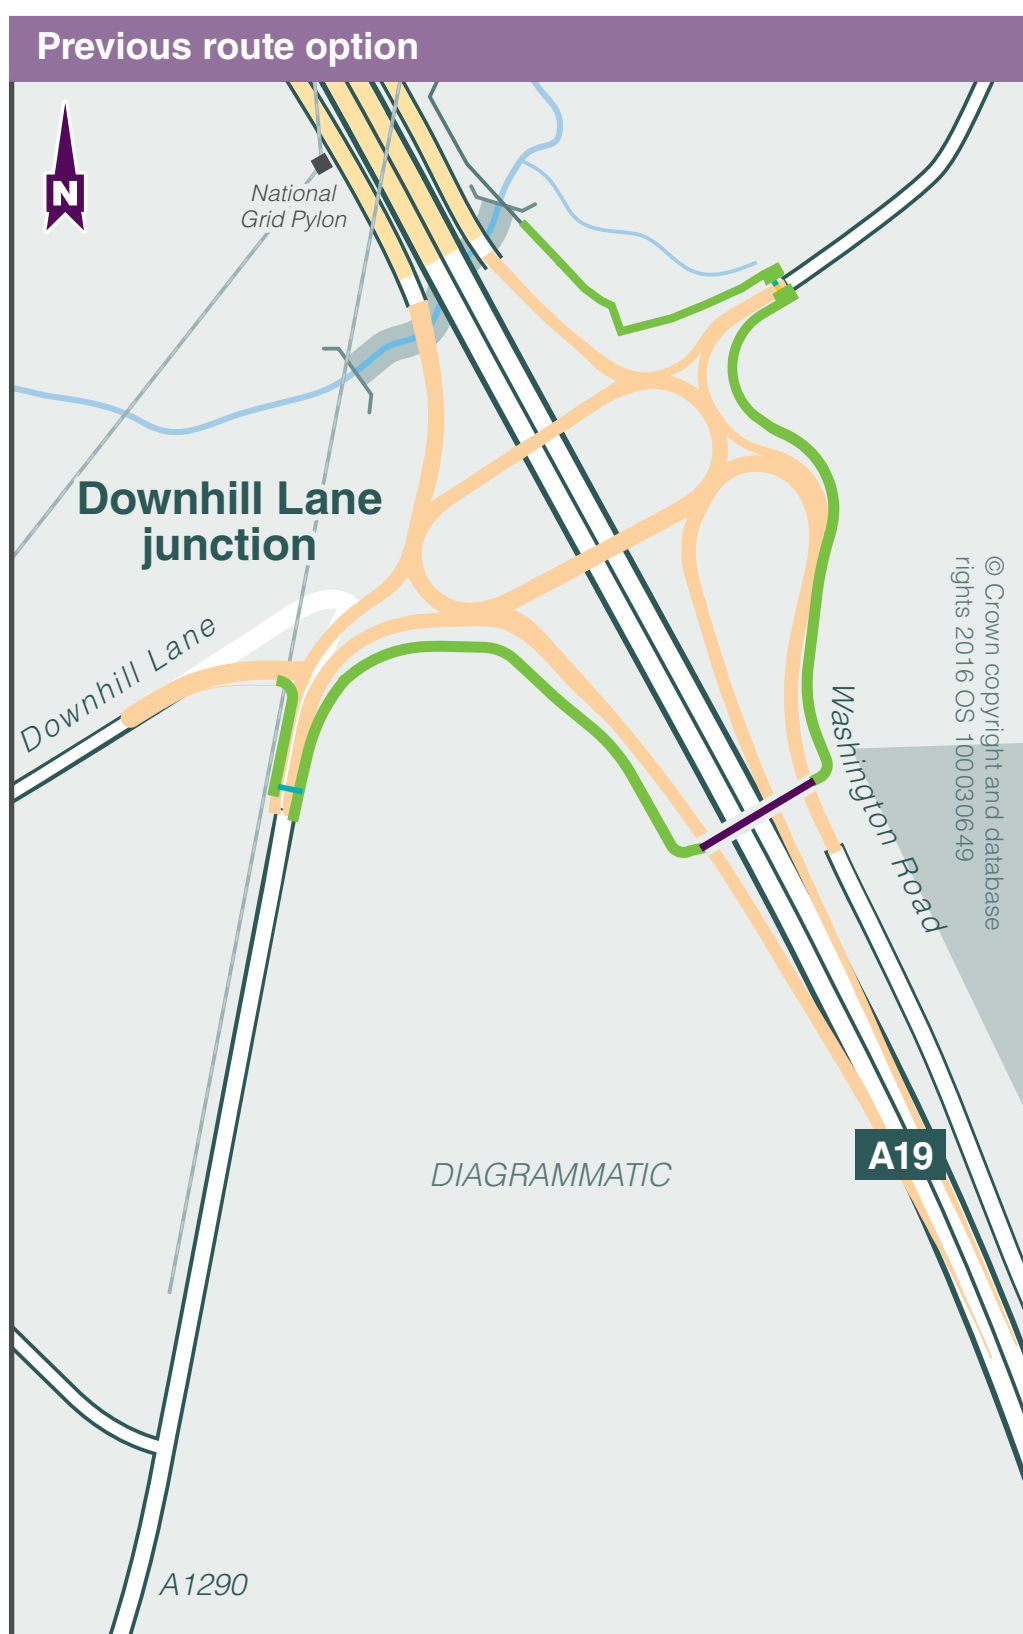 Previous route option
N
National
Grid Pylon
Downhill Lane
junction
Downhill Lane
© Crown copyright and database
rights 2016 OS 100030649
Washington Road
A19
DIAGRAMMATIC
A1290